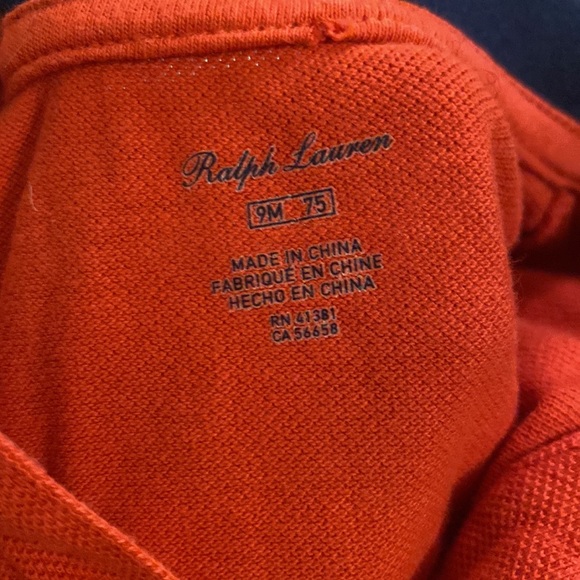 Ralph Lauren
9M 75
MADE IN CHINA
FABRIQUÉ EN CHINE
HECHO EN CHINA
RN 41381
CA 56658